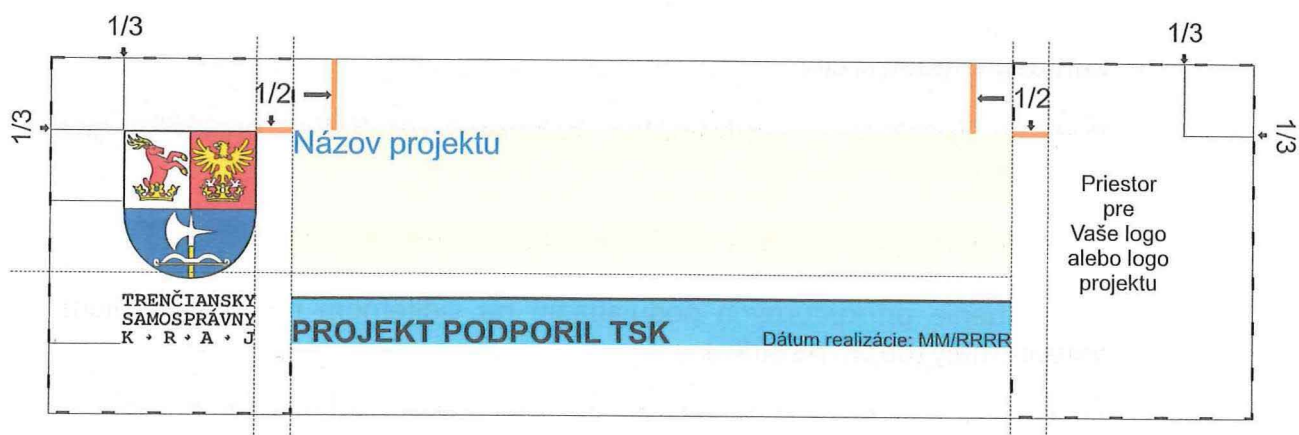 1/3
1/3
1/2
1/2
1/3
1/3
Názov projektu
Priestor
pre
Vaše logo
alebo logo
projektu
TRENČIANSKY
SAMOSPRÁVNY
K · R · A · J
PROJEKT PODPORIL TSK
Dátum realizácie: MM/RRRR